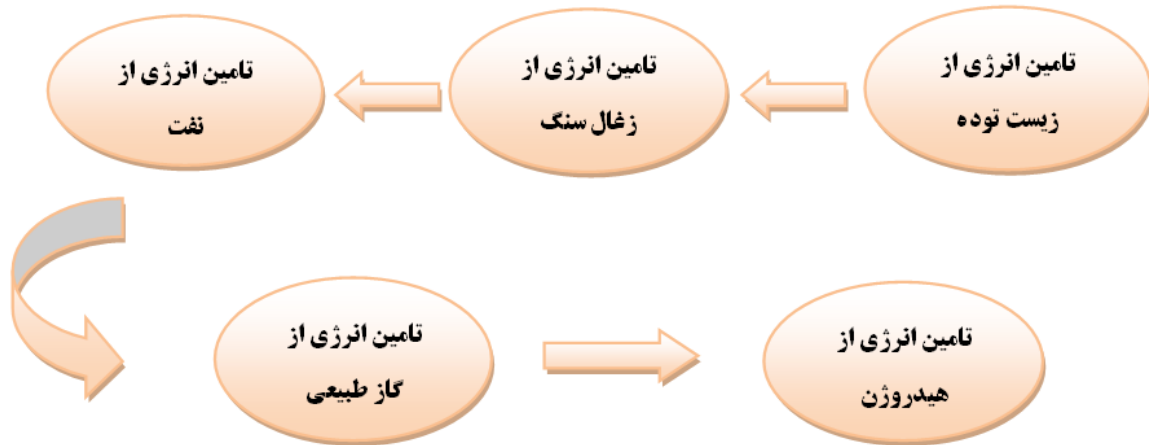 تامین انرژی از
زیست توده
تامین انرژی از
زغال سنگ
تامین انرژی از
نفت
تامین انرژی از
گاز طبیعی
تامین انرژی از
هیدروژن